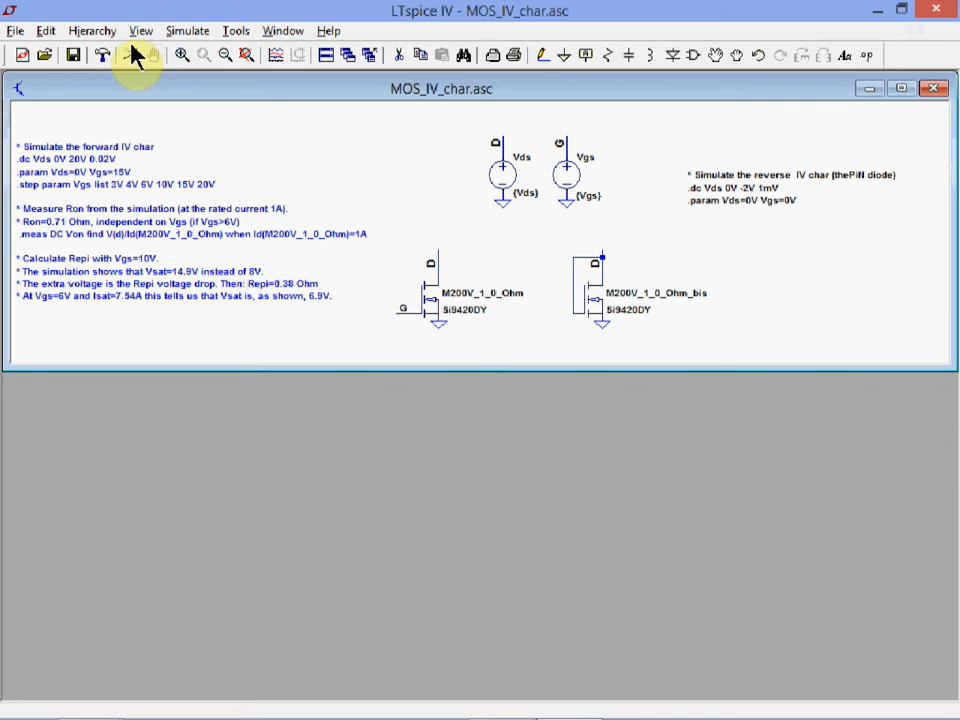 LTspice IV - MOS_IV_char.asc
File Edit Hierarchy View Simulate Tools Window Help
Aa .op
MOS_IV_char.asc
* Simulate the forward IV char
.dc Vds 0V 20V 0.02V
.param Vds=0V Vgs=15V
.step param Vgs list 3V 4V 6V 10V 15V 20V
* Measure Ron from the simulation (at the rated current 1A).
* Ron=0.71 Ohm, independent on Vgs (if Vgs>6V)
.meas DC Von find V(d)/Id(M200V_1_0_Ohm) when Id(M200V_1_0_Ohm)=1A
* Calculate Repi with Vgs=10V.
* The simulation shows that Vsat=14.9V instead of 8V.
* The extra voltage is the Repi voltage drop. Then: Repi=0.38 Ohm
* At Vgs=6V and Isat=7.54A this tells us that Vsat is, as shown, 6.9V.
D
Vds
{Vds}
G
Vgs
{Vgs}
* Simulate the reverse IV char (thePiN diode)
.dc Vds 0V -2V 1mV
.param Vds=0V Vgs=0V
D
M200V_1_0_Ohm
G
Si9420DY
D
M200V_1_0_Ohm_bis
Si9420DY